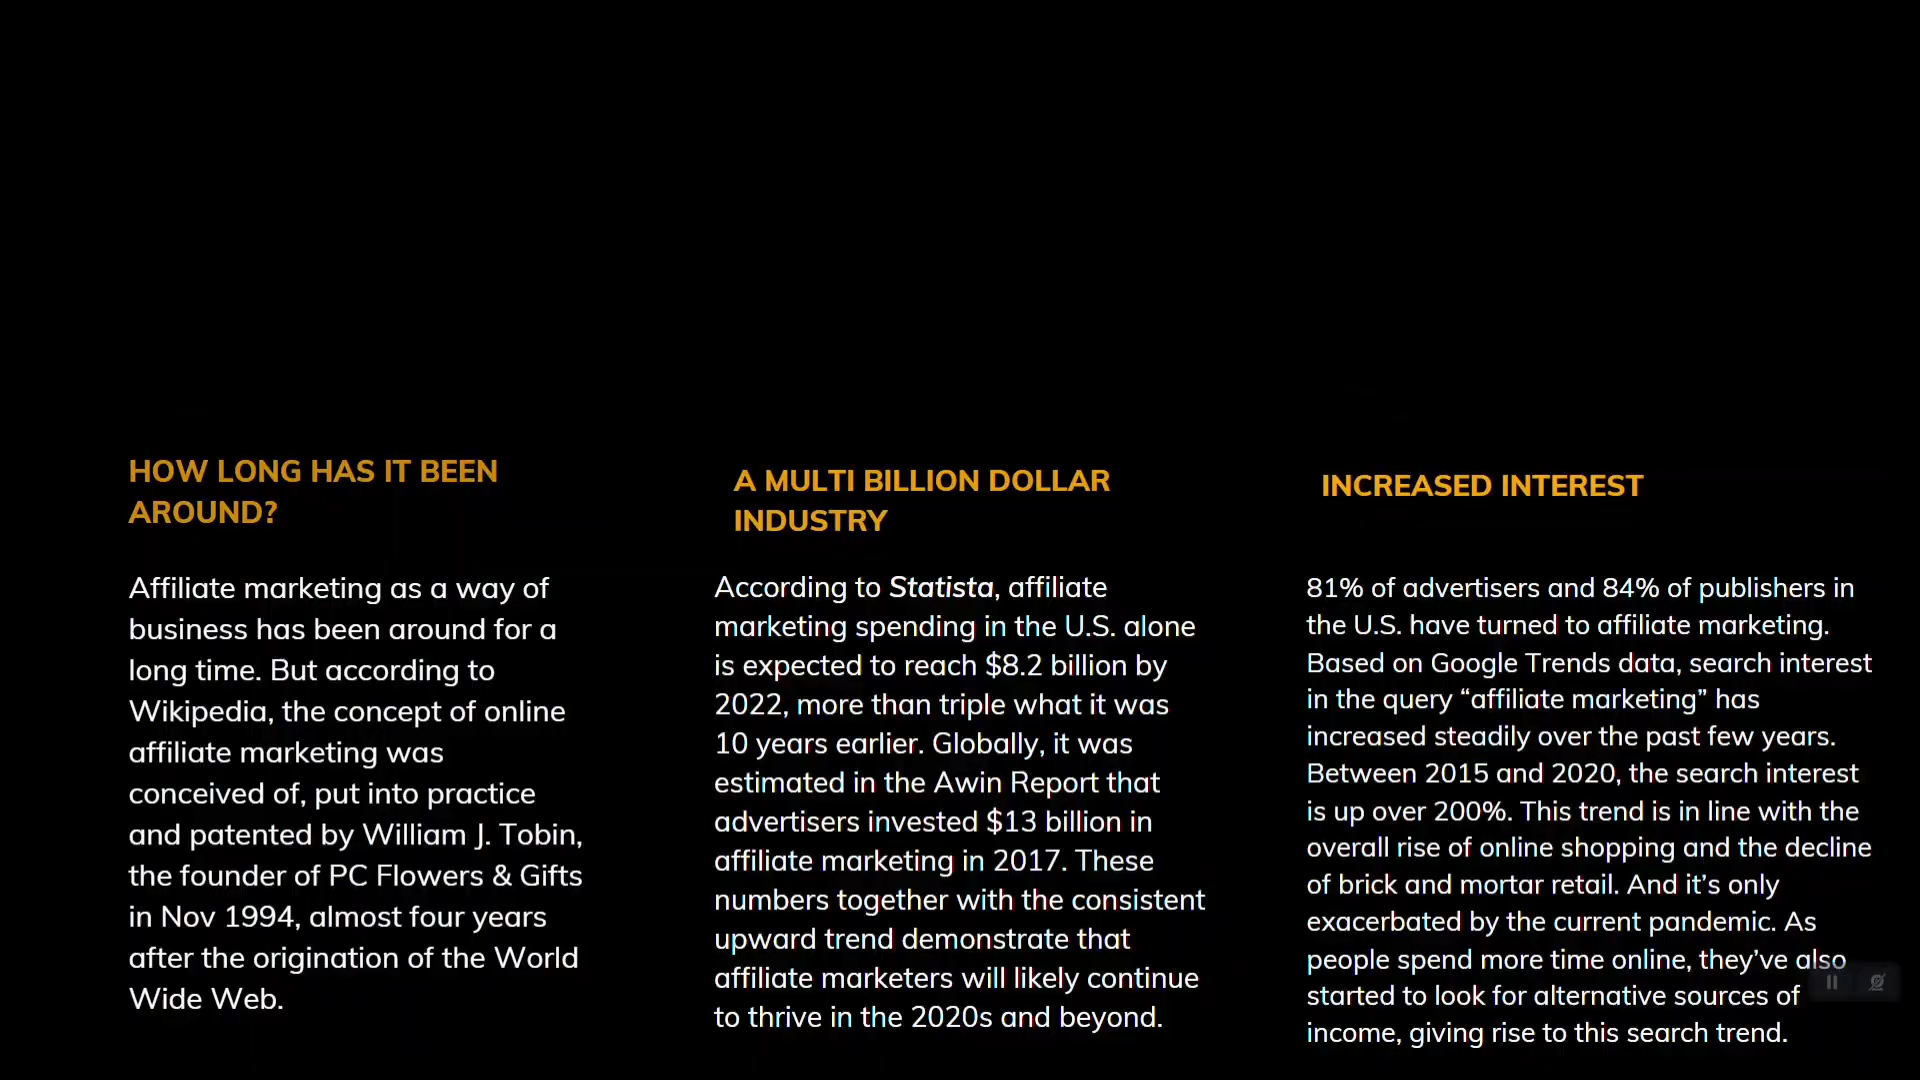 HOW LONG HAS IT BEEN
AROUND?
Affiliate marketing as a way of
business has been around for a
long time. But according to
Wikipedia, the concept of online
affiliate marketing was
conceived of, put into practice
and patented by William J. Tobin,
the founder of PC Flowers & Gifts
in Nov 1994, almost four years
after the origination of the World
Wide Web.
A MULTI BILLION DOLLAR
INDUSTRY
According to Statista, affiliate
marketing spending in the U.S. alone
is expected to reach $8.2 billion by
2022, more than triple what it was
10 years earlier. Globally, it was
estimated in the Awin Report that
advertisers invested $13 billion in
affiliate marketing in 2017. These
numbers together with the consistent
upward trend demonstrate that
affiliate marketers will likely continue
to thrive in the 2020s and beyond.
INCREASED INTEREST
81% of advertisers and 84% of publishers in
the U.S. have turned to affiliate marketing.
Based on Google Trends data, search interest
in the query “affiliate marketing” has
increased steadily over the past few years.
Between 2015 and 2020, the search interest
is up over 200%. This trend is in line with the
overall rise of online shopping and the decline
of brick and mortar retail. And it’s only
exacerbated by the current pandemic. As
people spend more time online, they’ve also
started to look for alternative sources of
income, giving rise to this search trend.